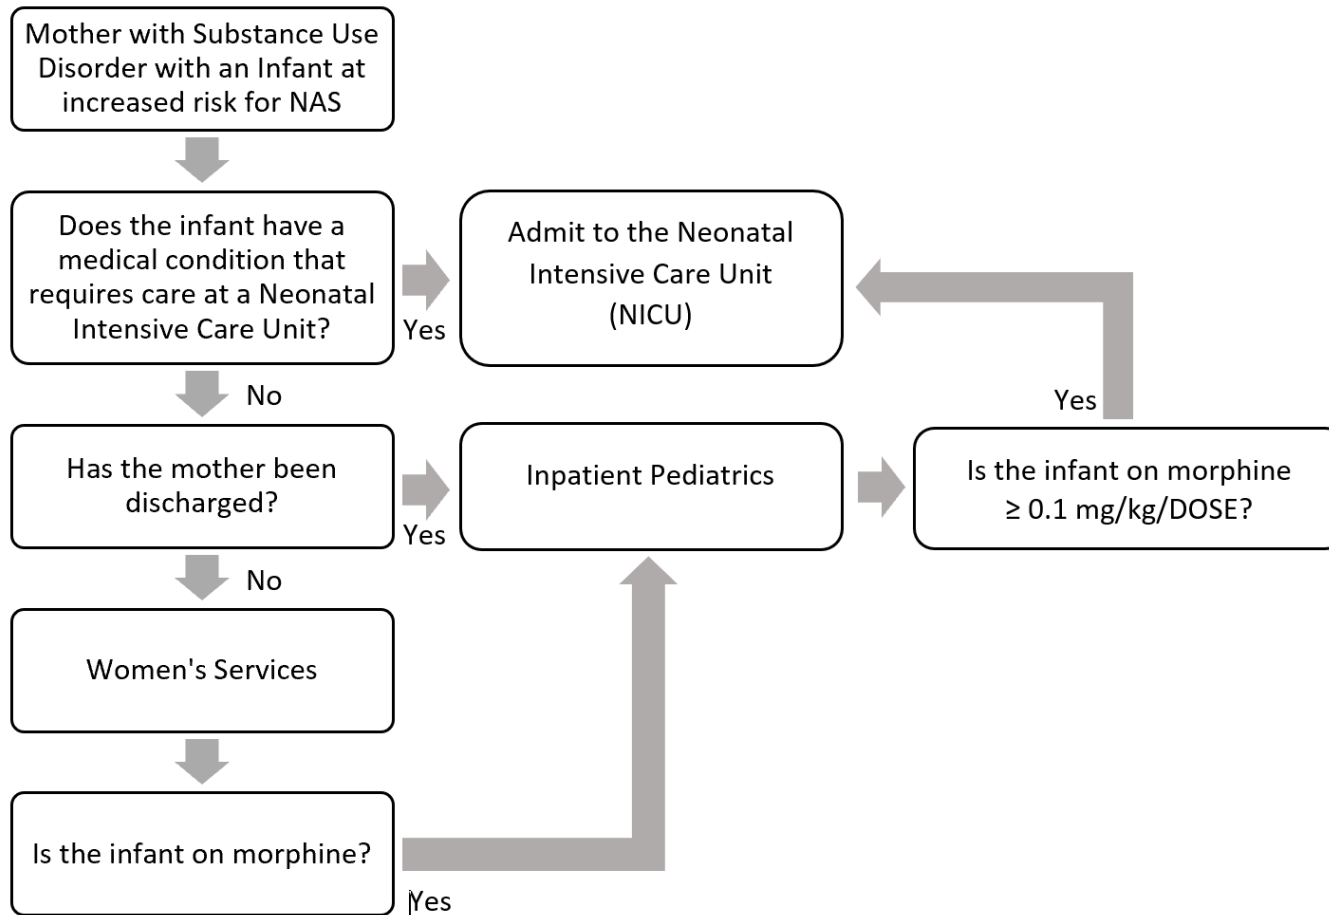 Mother with Substance Use
Disorder with an Infant at
increased risk for NAS
Does the infant have a
medical condition that
requires care at a Neonatal
Intensive Care Unit?
Yes
Admit to the Neonatal
Intensive Care Unit
(NICU)
No
Has the mother been
discharged?
Yes
Inpatient Pediatrics
Is the infant on morphine
≥ 0.1 mg/kg/DOSE?
Yes
No
Women's Services
Is the infant on morphine?
Yes